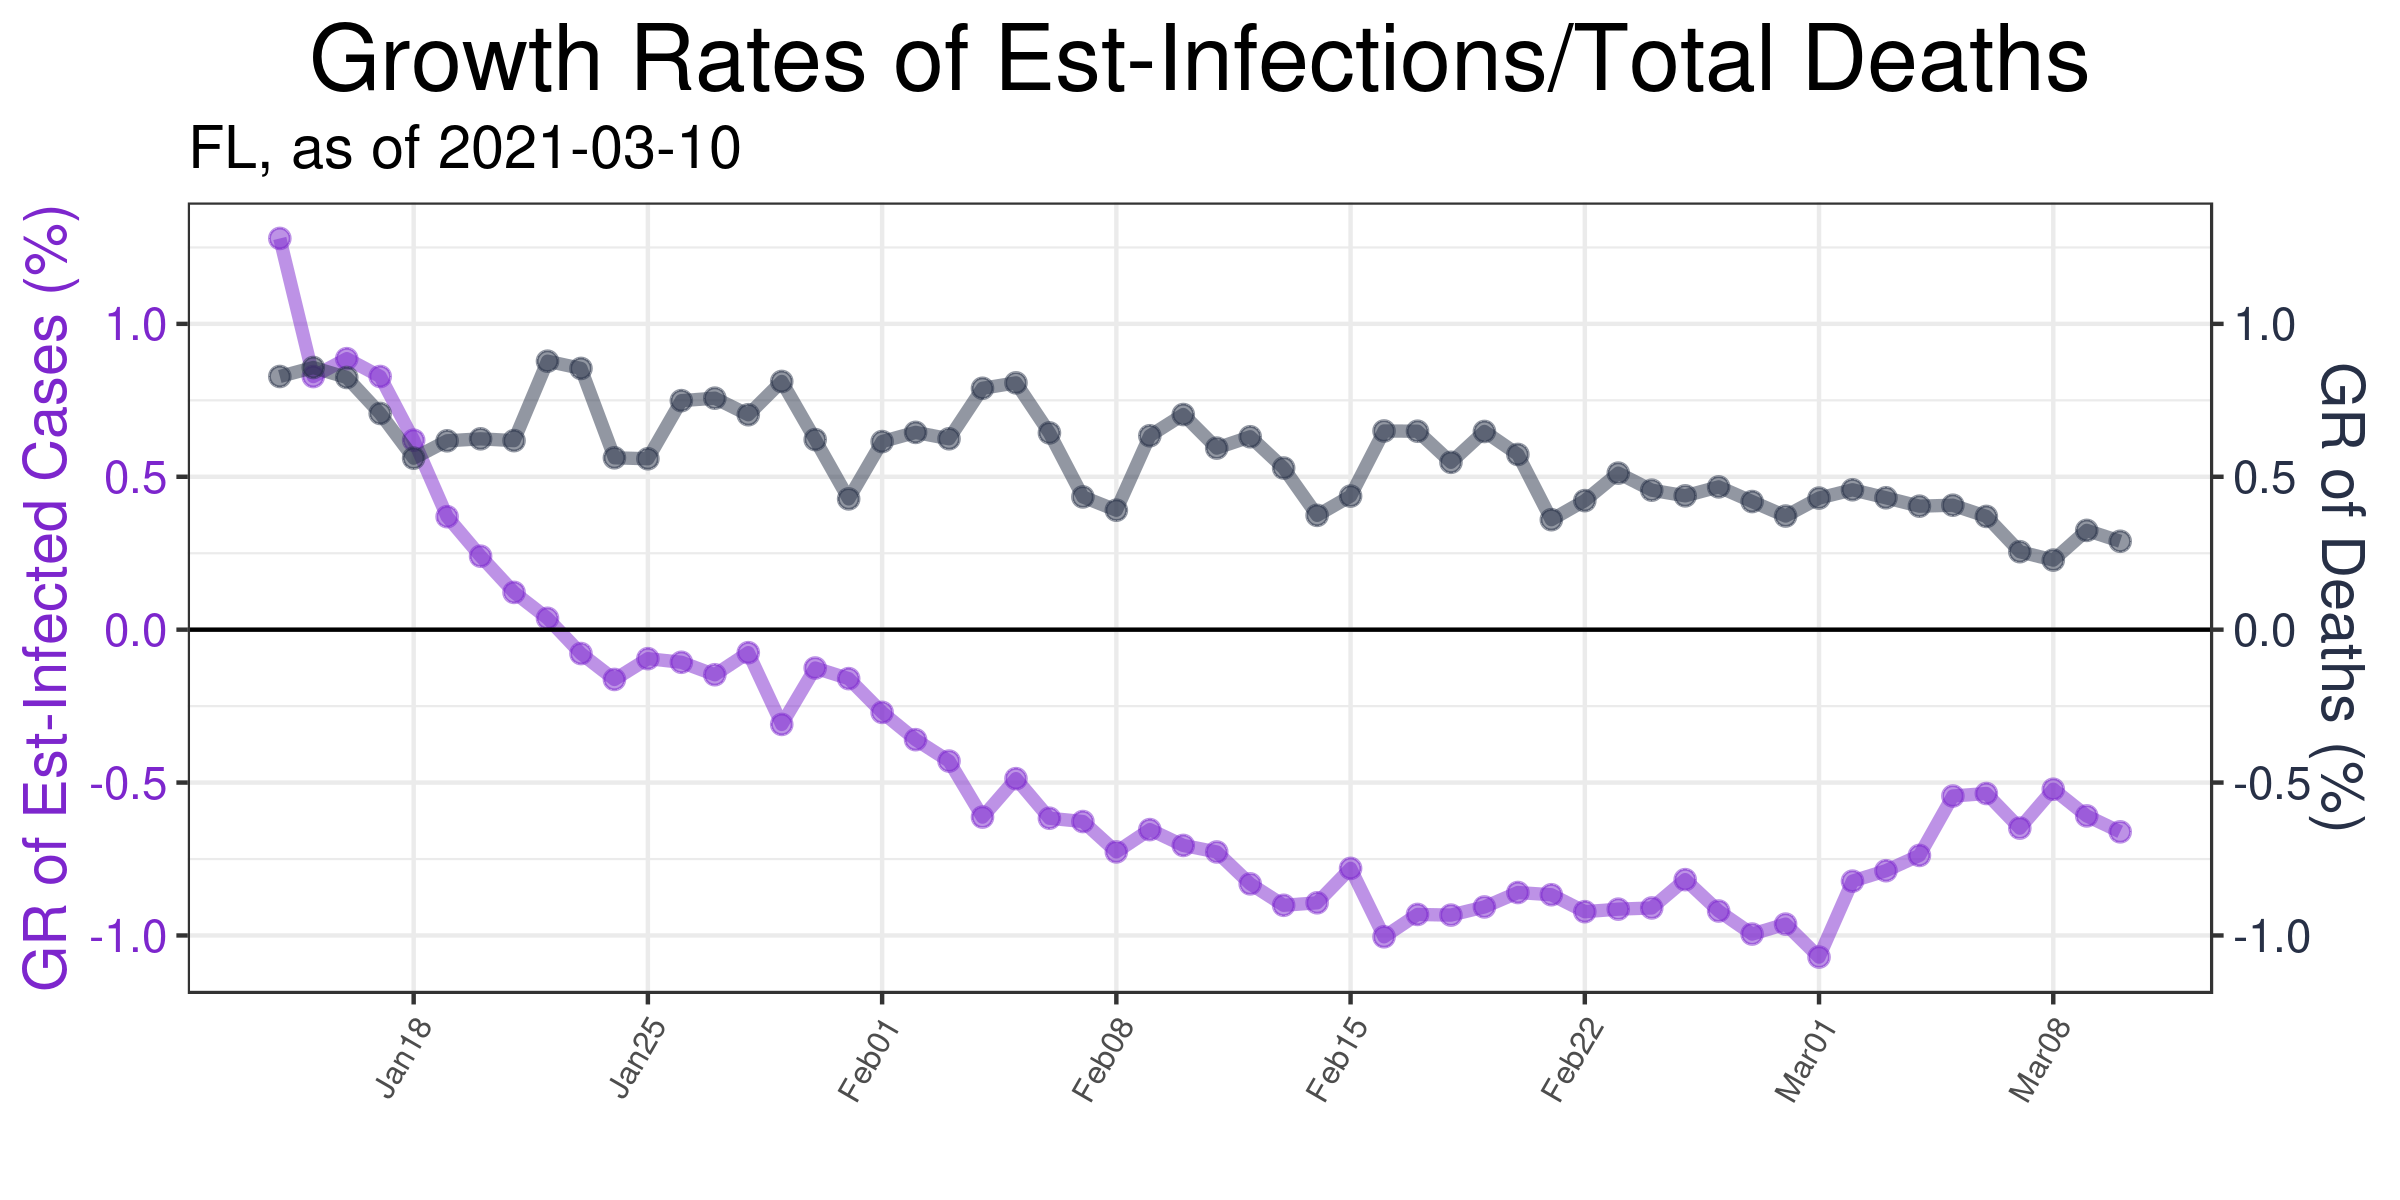 Growth Rates of Est-Infections/Total Deaths
FL, as of 2021-03-10
GR of Est-Infected Cases (%)
1.0
0.5
0.0
-0.5
-1.0
1.0
0.5
0.0
-0.5
-1.0
GR of Deaths (%)
Jan18
Jan25
Feb01
Feb08
Feb15
Feb22
Mar01
Mar08